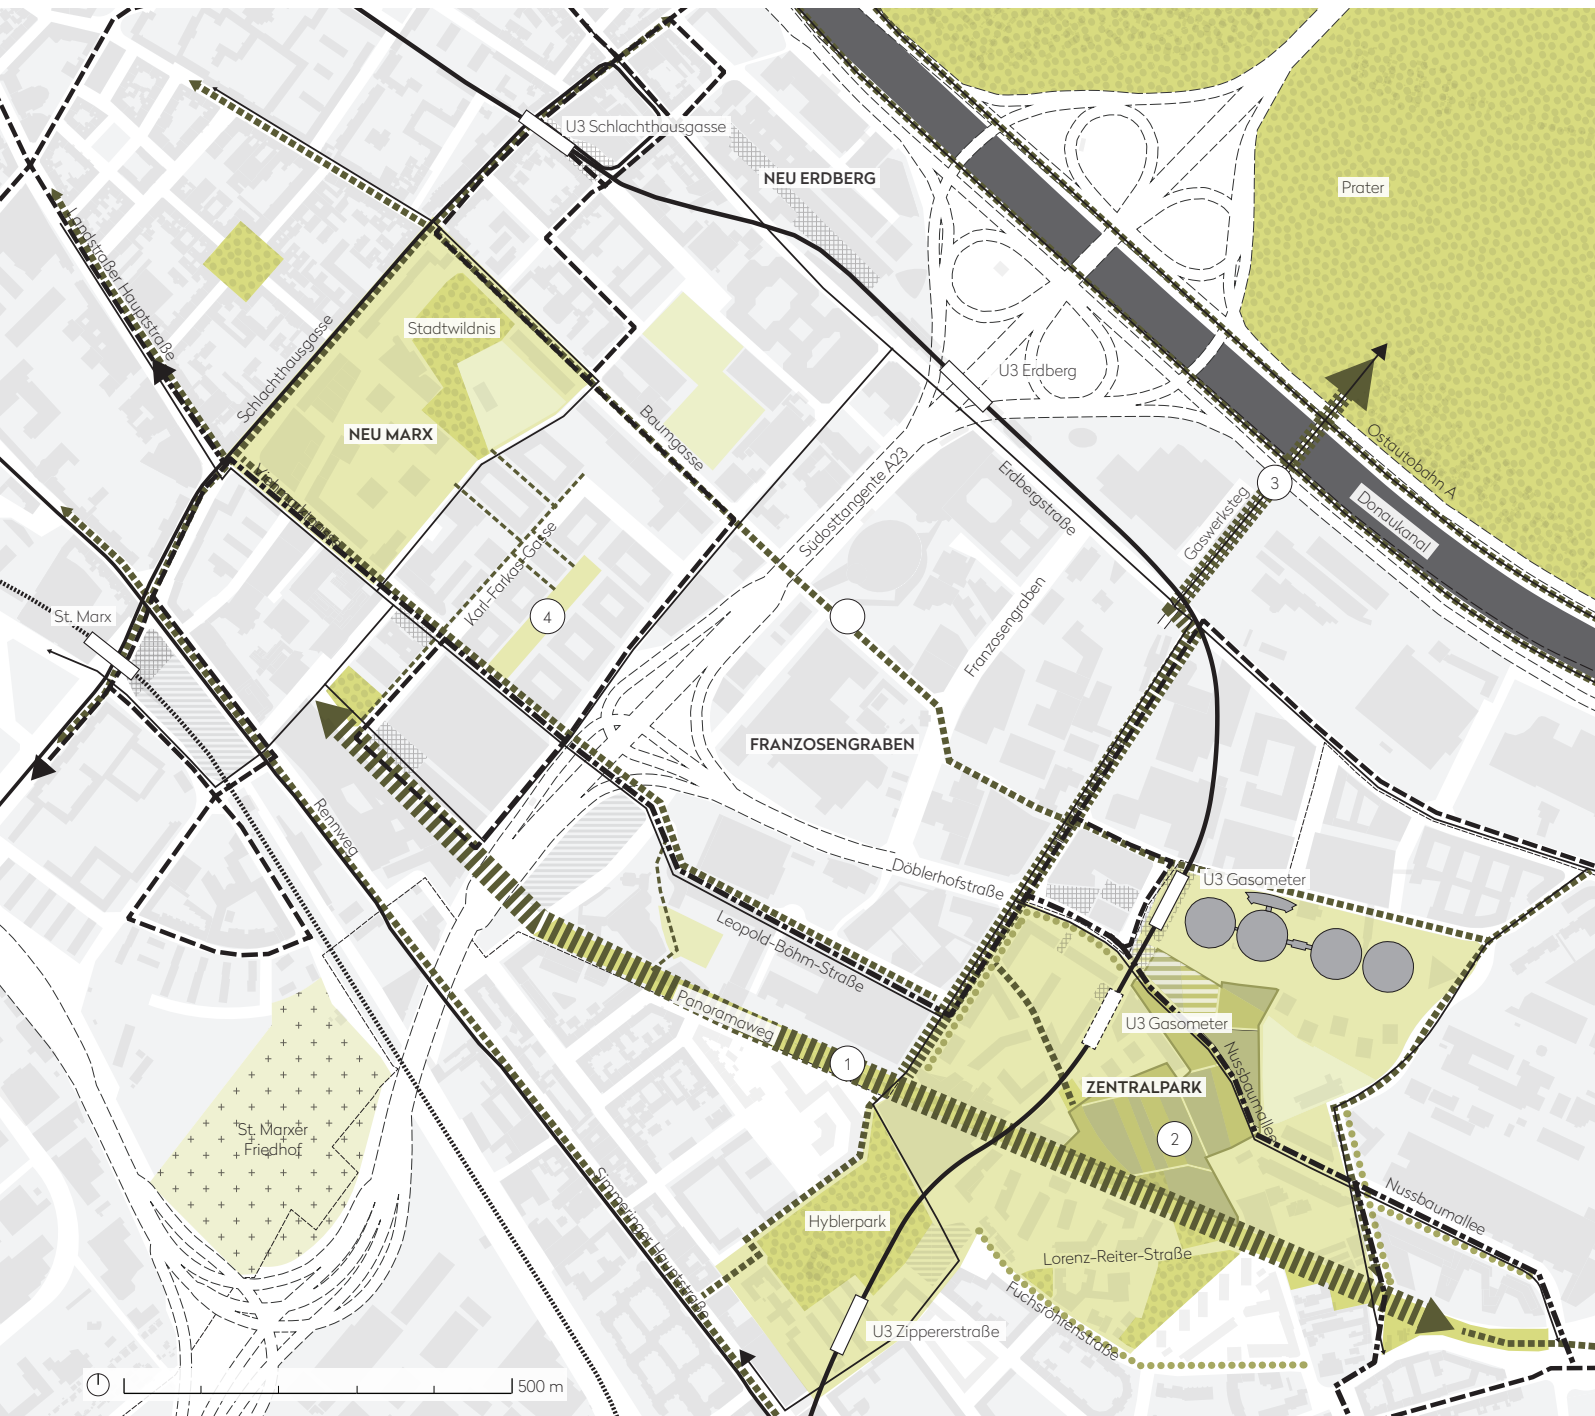 U3 Schlachthausgasse
NEU ERDBERG
Prater
Landstraßer Hauptstraße
Stadtwildnis
Schlachthausgasse
U3 Erdberg
NEU MARX
Baumgasse
Ostautobahn A
Südosttangente A23
Erdbergstraße
3
Gaswerksteg
Donaukanal
Karl-Farkas-Gasse
St. Marx
4
Franzosengraben
FRANZOSENGRABEN
Rennweg
Döblerhofstraße
U3 Gasometer
Leopold-Böhm-Straße
Panoramaweg
U3 Gasometer
1
Nussbaumallee
ZENTRALPARK
St. Marxer
Friedhof
2
Simmeringer Hauptstraße
Nussbaumallee
Hyblerpark
Lorenz-Reiter-Straße
Fuchsröhrenstraße
U3 Zippererstraße
500 m